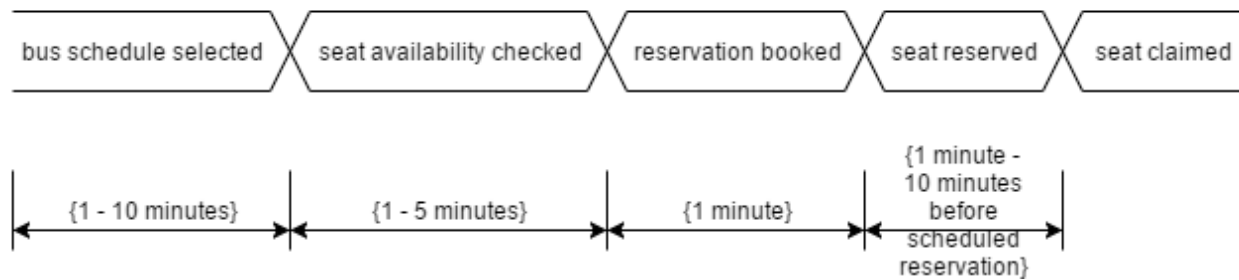 bus schedule selected
seat availability checked
reservation booked
seat reserved
seat claimed
{1 - 10 minutes}
{1 - 5 minutes}
{1 minute}
{1 minute -
10 minutes
before
scheduled
reservation}